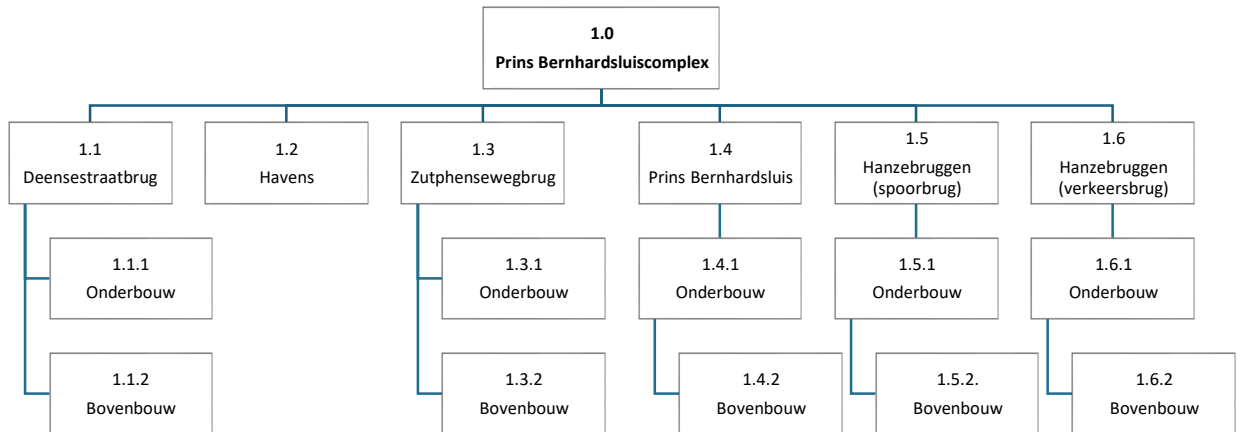 1.0
Prins Bernhardsluiscomplex
1.1
Deensestraatbrug
1.2
Havens
1.3
Zutphensewegbrug
1.4
Prins Bernhardsluis
1.5
Hanzebruggen
(spoorbrug)
1.6
Hanzebruggen
(verkeersbrug)
1.1.1
Onderbouw
1.3.1
Onderbouw
1.4.1
Onderbouw
1.5.1
Onderbouw
1.6.1
Onderbouw
1.1.2
Bovenbouw
1.3.2
Bovenbouw
1.4.2
Bovenbouw
1.5.2.
Bovenbouw
1.6.2
Bovenbouw